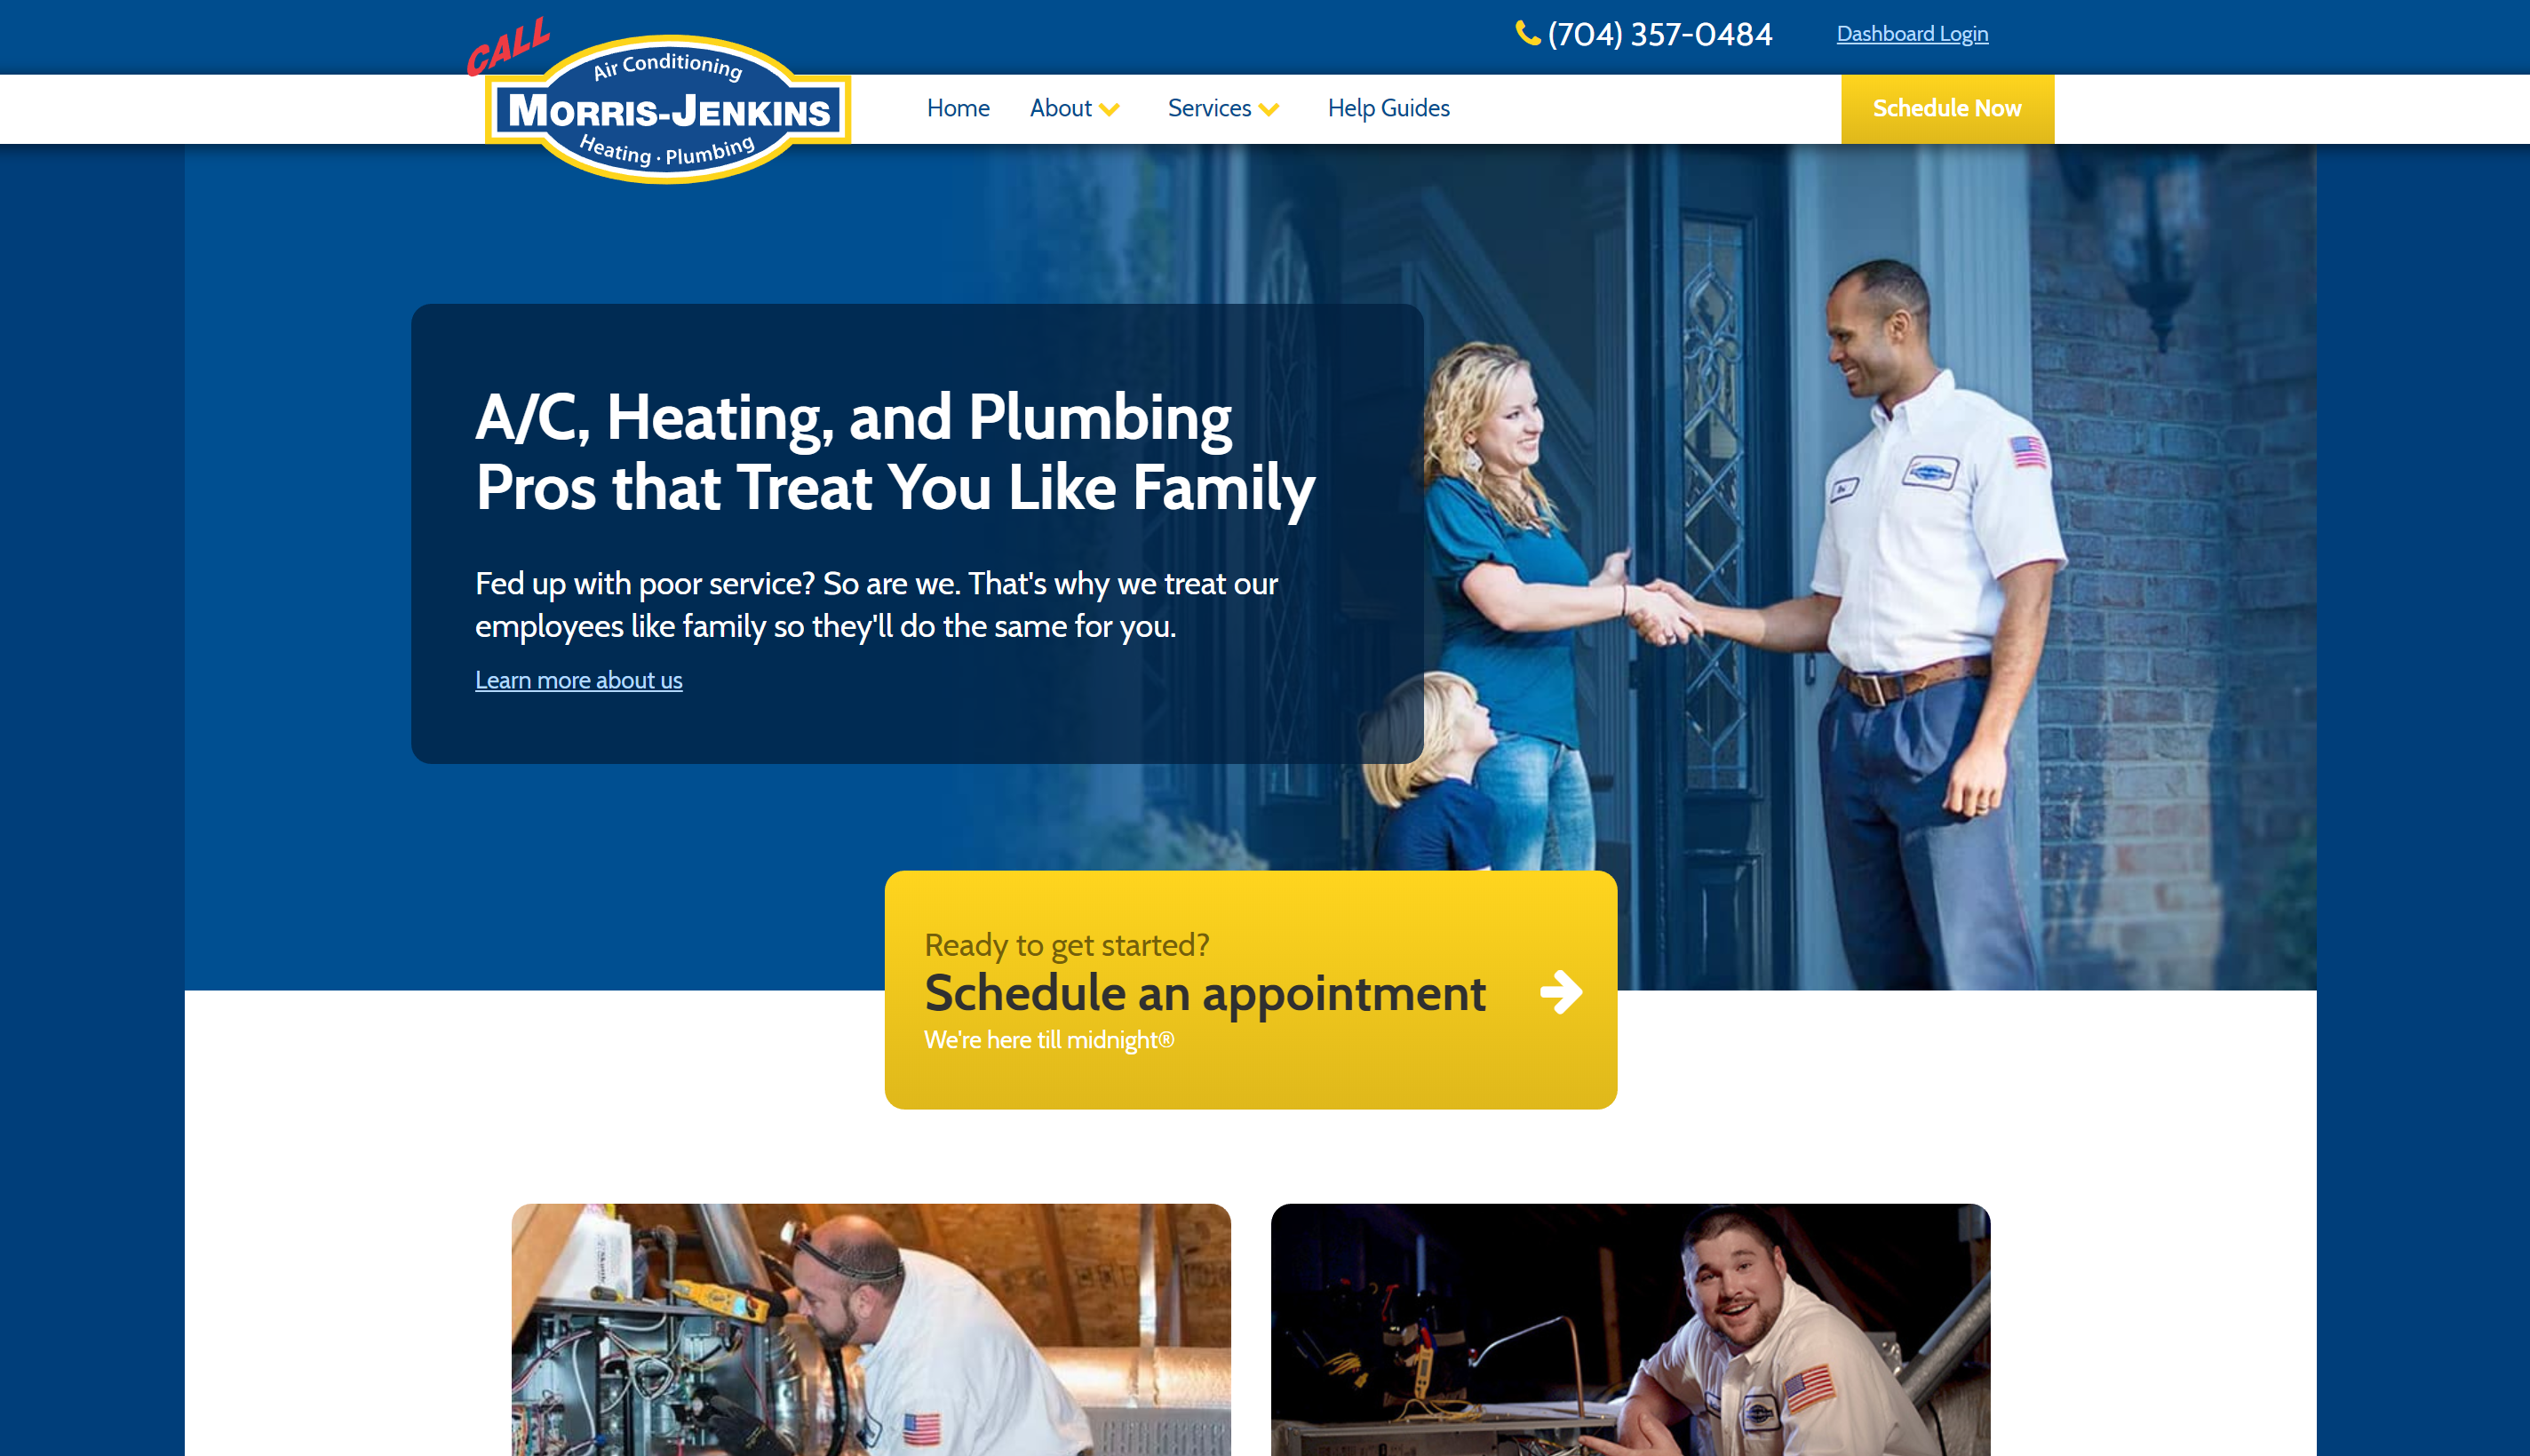 (704) 357-0484
Dashboard Login
CALL
Air Conditioning
MORRIS-JENKINS
Heating · Plumbing
Home
About
Services
Help Guides
Schedule Now
A/C, Heating, and Plumbing
Pros that Treat You Like Family
Fed up with poor service? So are we. That's why we treat our
employees like family so they'll do the same for you.
Learn more about us
Ready to get started?
Schedule an appointment
We're here till midnight®